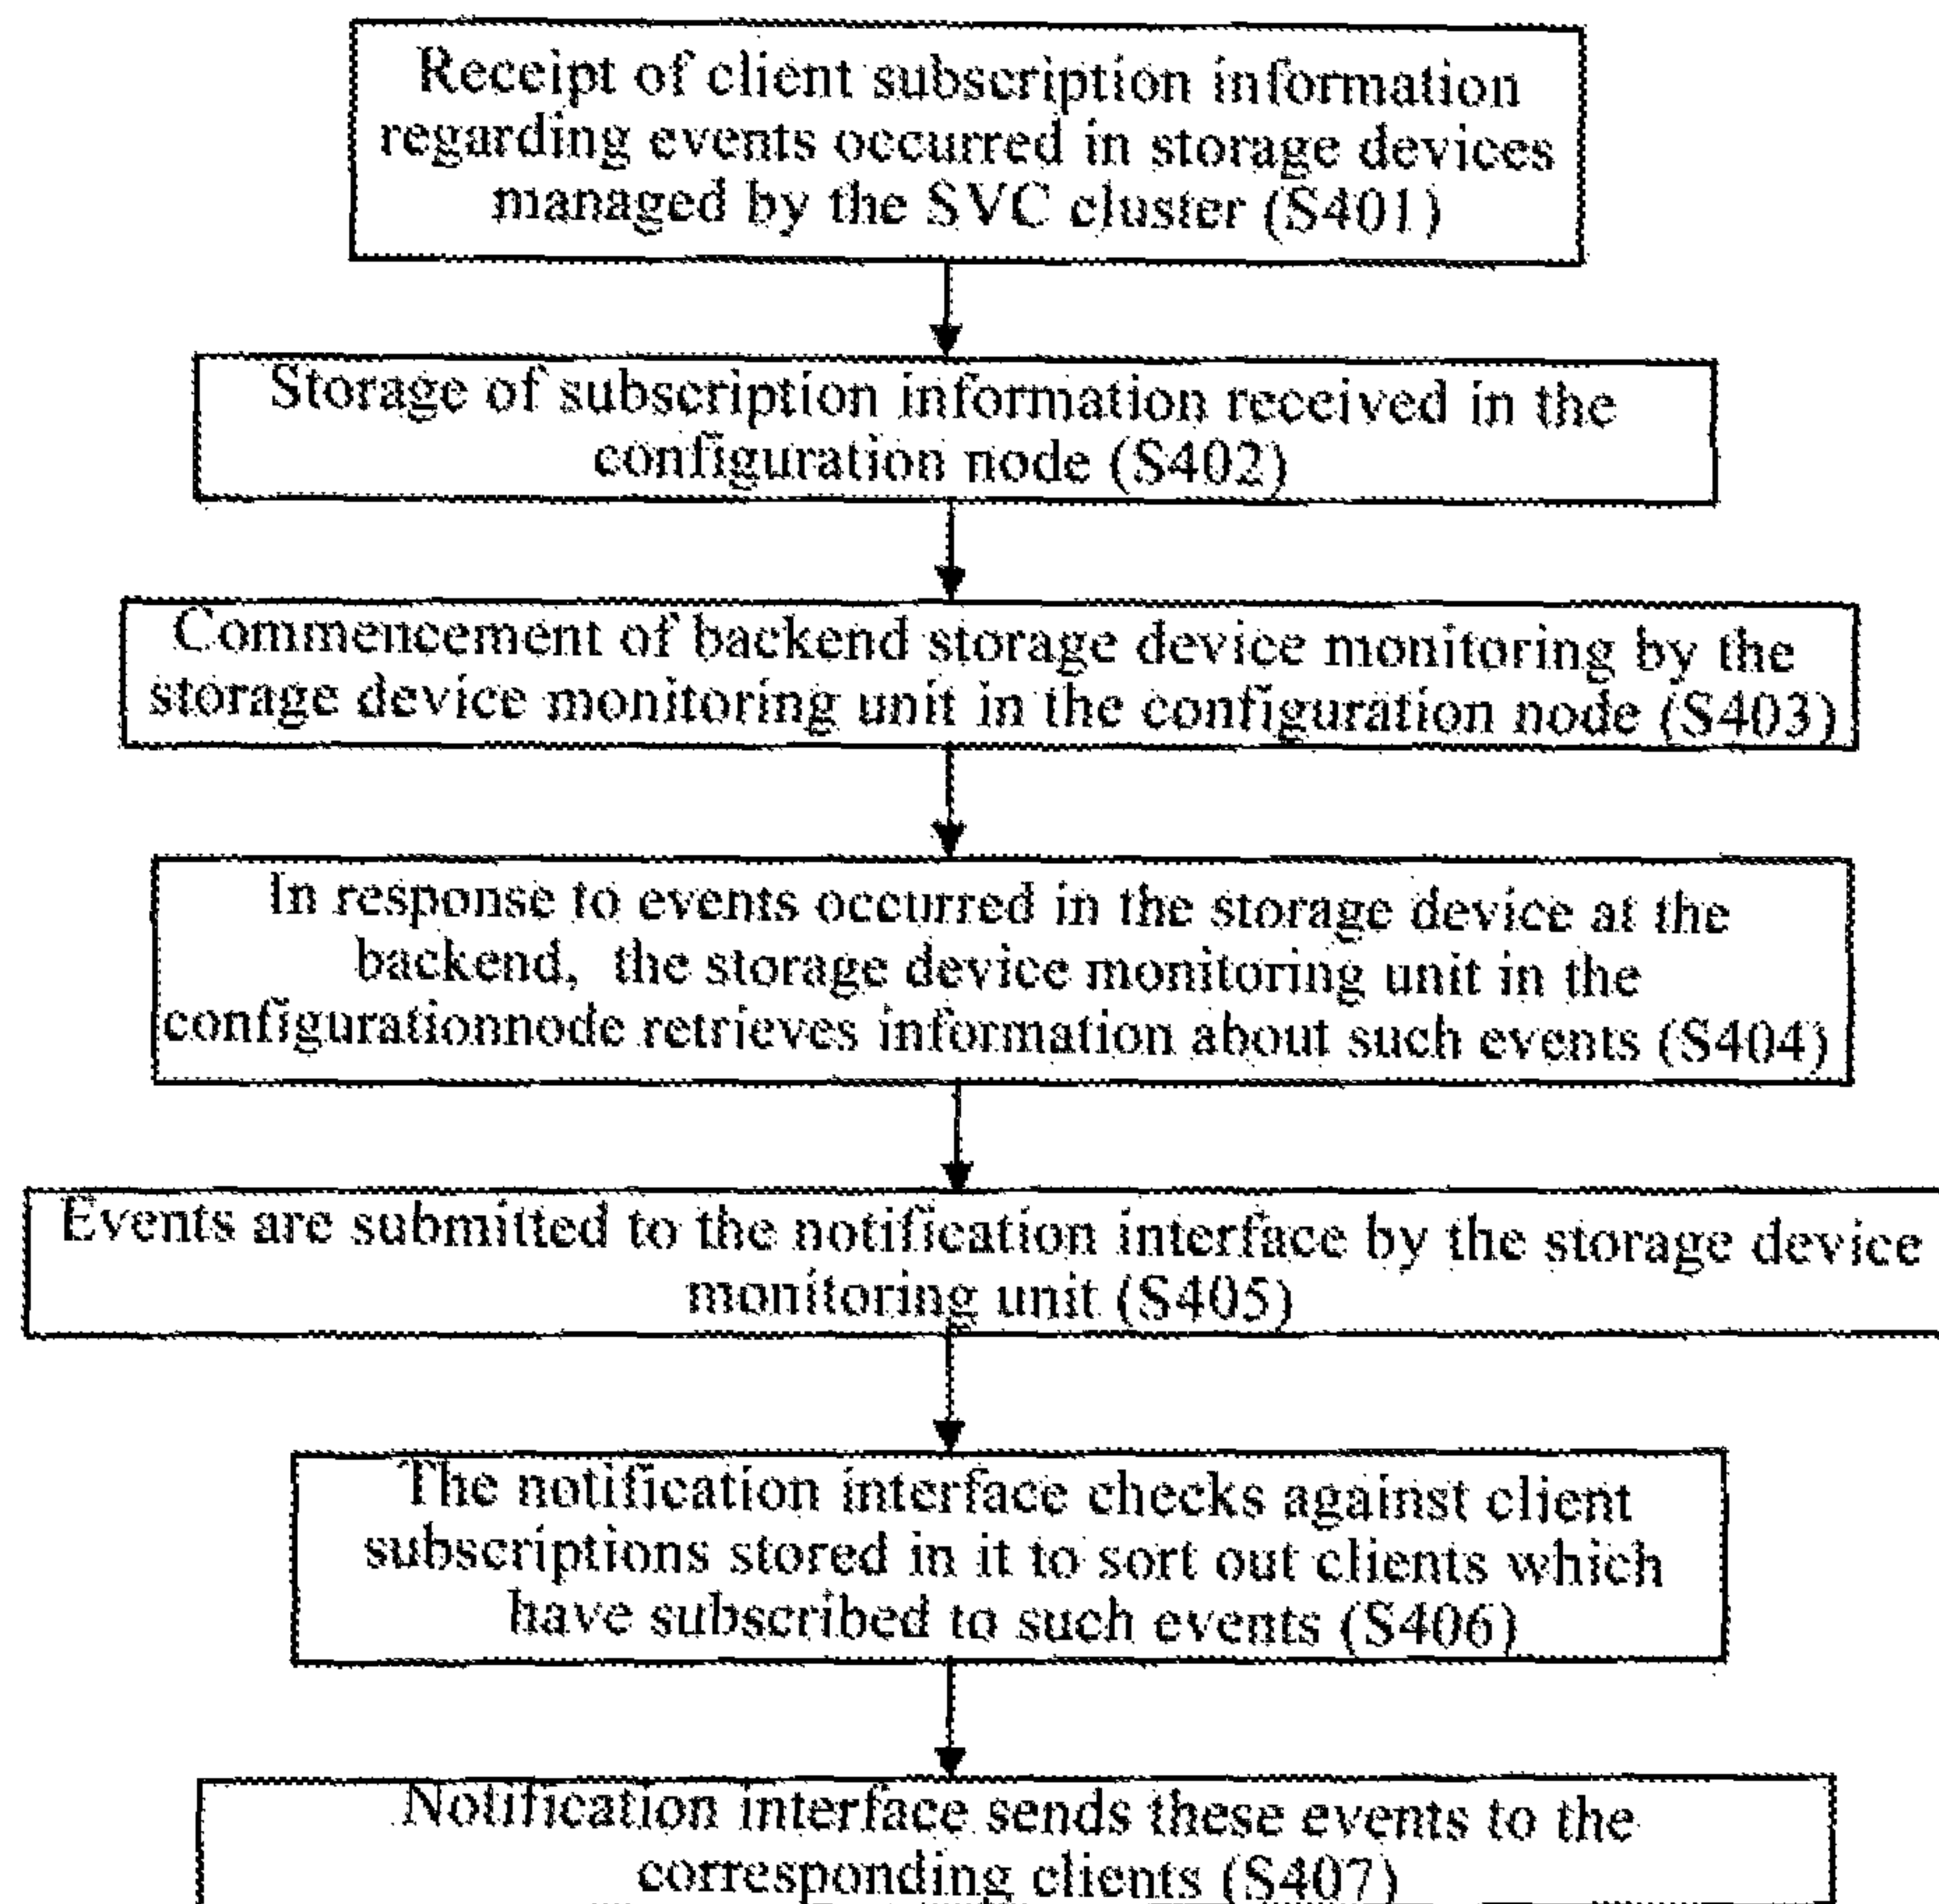 Receipt of client subscription information
regarding events occurred in storage devices
managed by the SVC cluster (S401)
Storage of subscription information received in the
configuration node (S402)
Commencement of backend storage device monitoring by the
storage device monitoring unit in the configuration node (S403)
In response to events occurred in the storage device at the
backend, the storage device monitoring unit in the
configurationnode retrieves information about such events (S404)
Events are submitted to the notification interface by the storage device
monitoring unit (S405)
The notification interface checks against client
subscriptions stored in it to sort out clients which
have subscribed to such events (S406)
Notification interface sends these events to the
corresponding clients (S407)